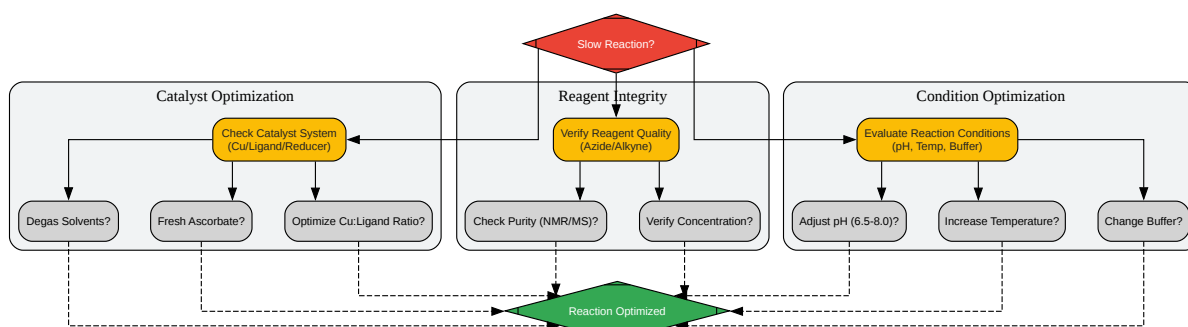 Slow Reaction?
Catalyst Optimization
Reagent Integrity
Condition Optimization
Check Catalyst System
(Cu/Ligand/Reducer)
Verify Reagent Quality
(Azide/Alkyne)
Evaluate Reaction Conditions
(pH, Temp, Buffer)
Degas Solvents?
Fresh Ascorbate?
Optimize Cu:Ligand Ratio?
Check Purity (NMR/MS)?
Verify Concentration?
Adjust pH (6.5-8.0)?
Increase Temperature?
Change Buffer?
Reaction Optimized